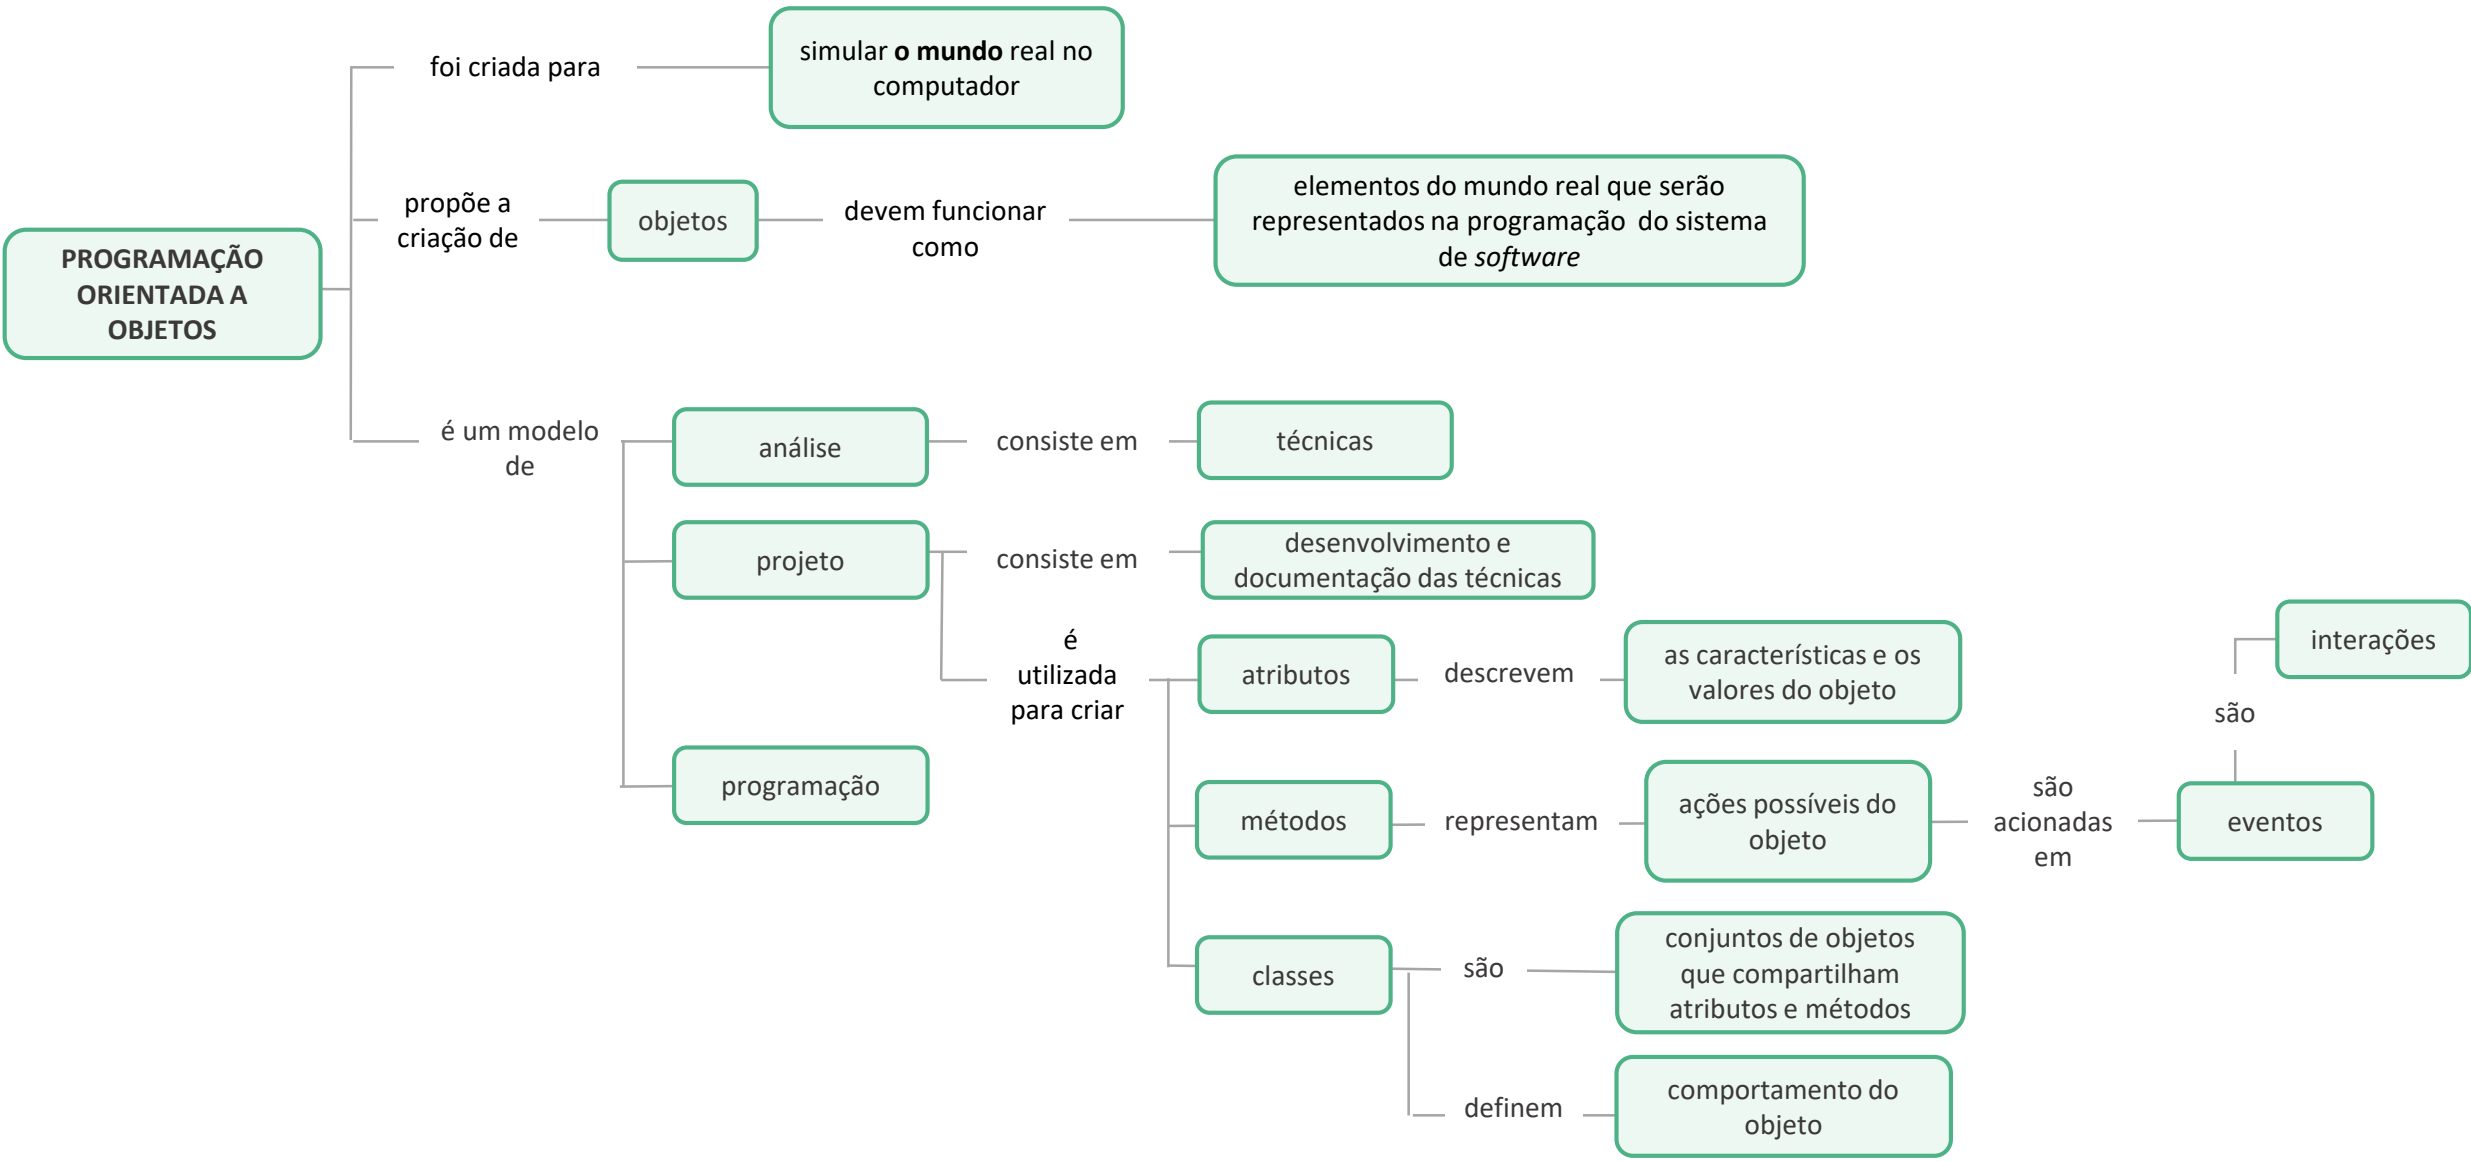 foi criada para
simular o mundo real no
computador
propõe a
criação de
objetos
devem funcionar
como
elementos do mundo real que serão
representados na programação do sistema
de software
PROGRAMAÇÃO
ORIENTADA A
OBJETOS
é um modelo
de
análise
consiste em
técnicas
projeto
consiste em
desenvolvimento e
documentação das técnicas
é
utilizada
para criar
atributos
descrevem
as características e os
valores do objeto
interações
são
programação
métodos
representam
ações possíveis do
objeto
são
acionadas
em
eventos
classes
são
conjuntos de objetos
que compartilham
atributos e métodos
definem
comportamento do
objeto